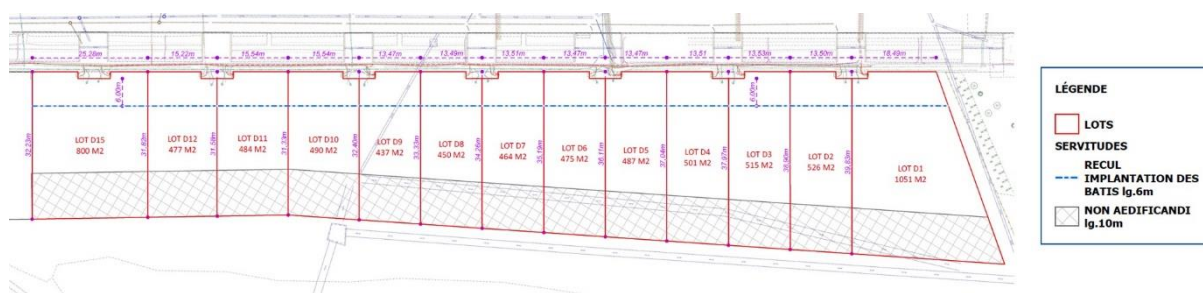 25,28m 15,22m 15,54m 15,54m 13,47m 13,49m 13,51m 13,47m 13,47m 13,51 13,53m 13,50m 18,49m
6.00m
6.00m
32,23m
31,82m
31,58m
31,33m
32,40m
33,33m
34,26m
35,19m
36,11m
37,04m
37,97m
38,90m
39,83m
LOT D15
800 M2
LOT D12
477 M2
LOT D11
484 M2
LOT D10
490 M2
LOT D9
437 M2
LOT D8
450 M2
LOT D7
464 M2
LOT D6
475 M2
LOT D5
487 M2
LOT D4
501 M2
LOT D3
515 M2
LOT D2
526 M2
LOT D1
1051 M2
LÉGENDE
LOTS
SERVITUDES
RECUL
IMPLANTATION DES
BATIS lg.6m
NON AEDIFICANDI
lg.10m